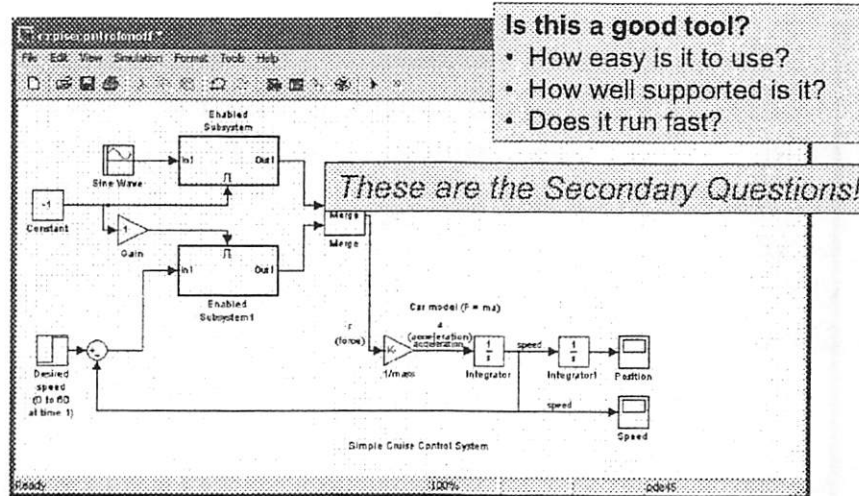 Is this a good tool?
• How easy is it to use?
• How well supported is it?
• Does it run fast?
These are the Secondary Questions!
File Edit View Simulation Format Tools Help
Enabled
Subsystem
In1 Out1
Sine Wave
-1
Constant
Gain
Merge
Merge
In1 Out1
Enabled
Subsystem1
Car model (F = ma)
a
(acceleration)
acceleration
(force)
1/mass
1
s
Integrator
speed
1
s
Integrator1
Position
Desired
speed
(0 to 60
at time 1)
speed
Speed
Simple Cruise Control System
Ready 100% ode45